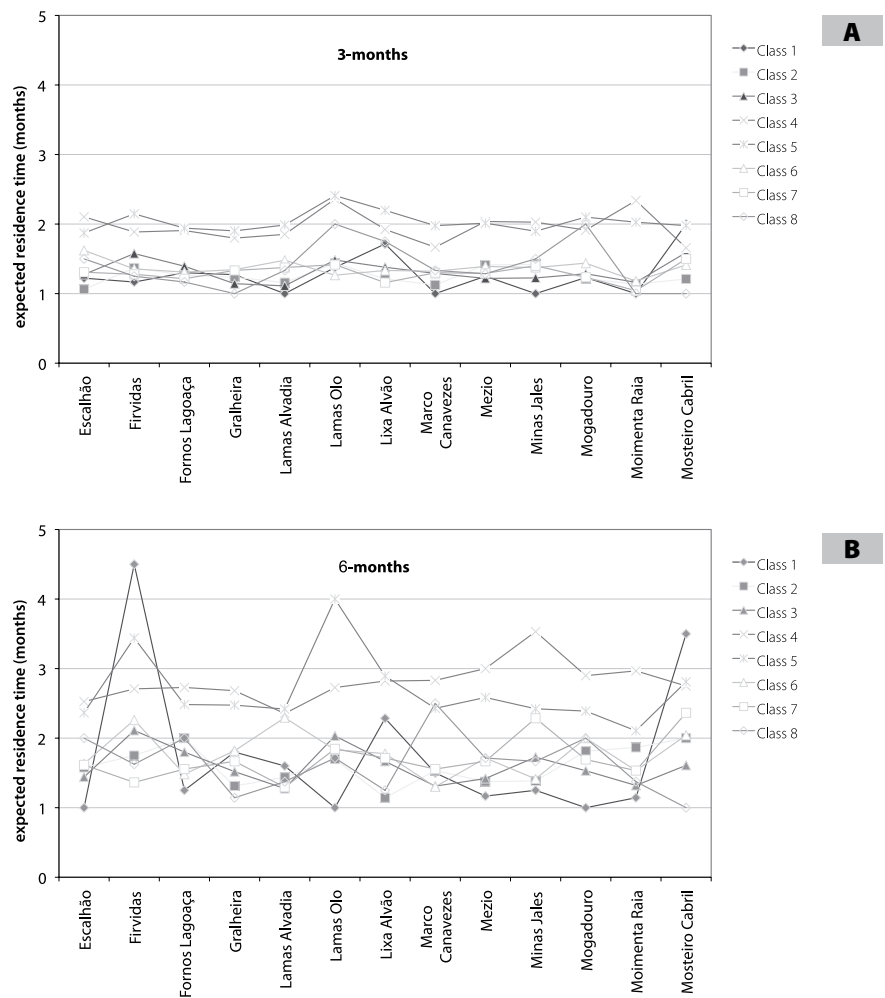 5
3-months
A
4
3
2
1
0
expected residence time (months)
Class 1
Class 2
Class 3
Class 4
Class 5
Class 6
Class 7
Class 8
Escalhão
Firvidas
Fornos Lagoaça
Gralheira
Lamas Alvadia
Lamas Olo
Lixa Alvão
Marco
Canavezes
Mezio
Minas Jales
Mogadouro
Moimenta Raia
Mosteiro Cabril
5
6-months
B
4
3
2
1
0
expected residence time (months)
Class 1
Class 2
Class 3
Class 4
Class 5
Class 6
Class 7
Class 8
Escalhão
Firvidas
Fornos Lagoaça
Gralheira
Lamas Alvadia
Lamas Olo
Lixa Alvão
Marco
Canavezes
Mezio
Minas Jales
Mogadouro
Moimenta Raia
Mosteiro Cabril